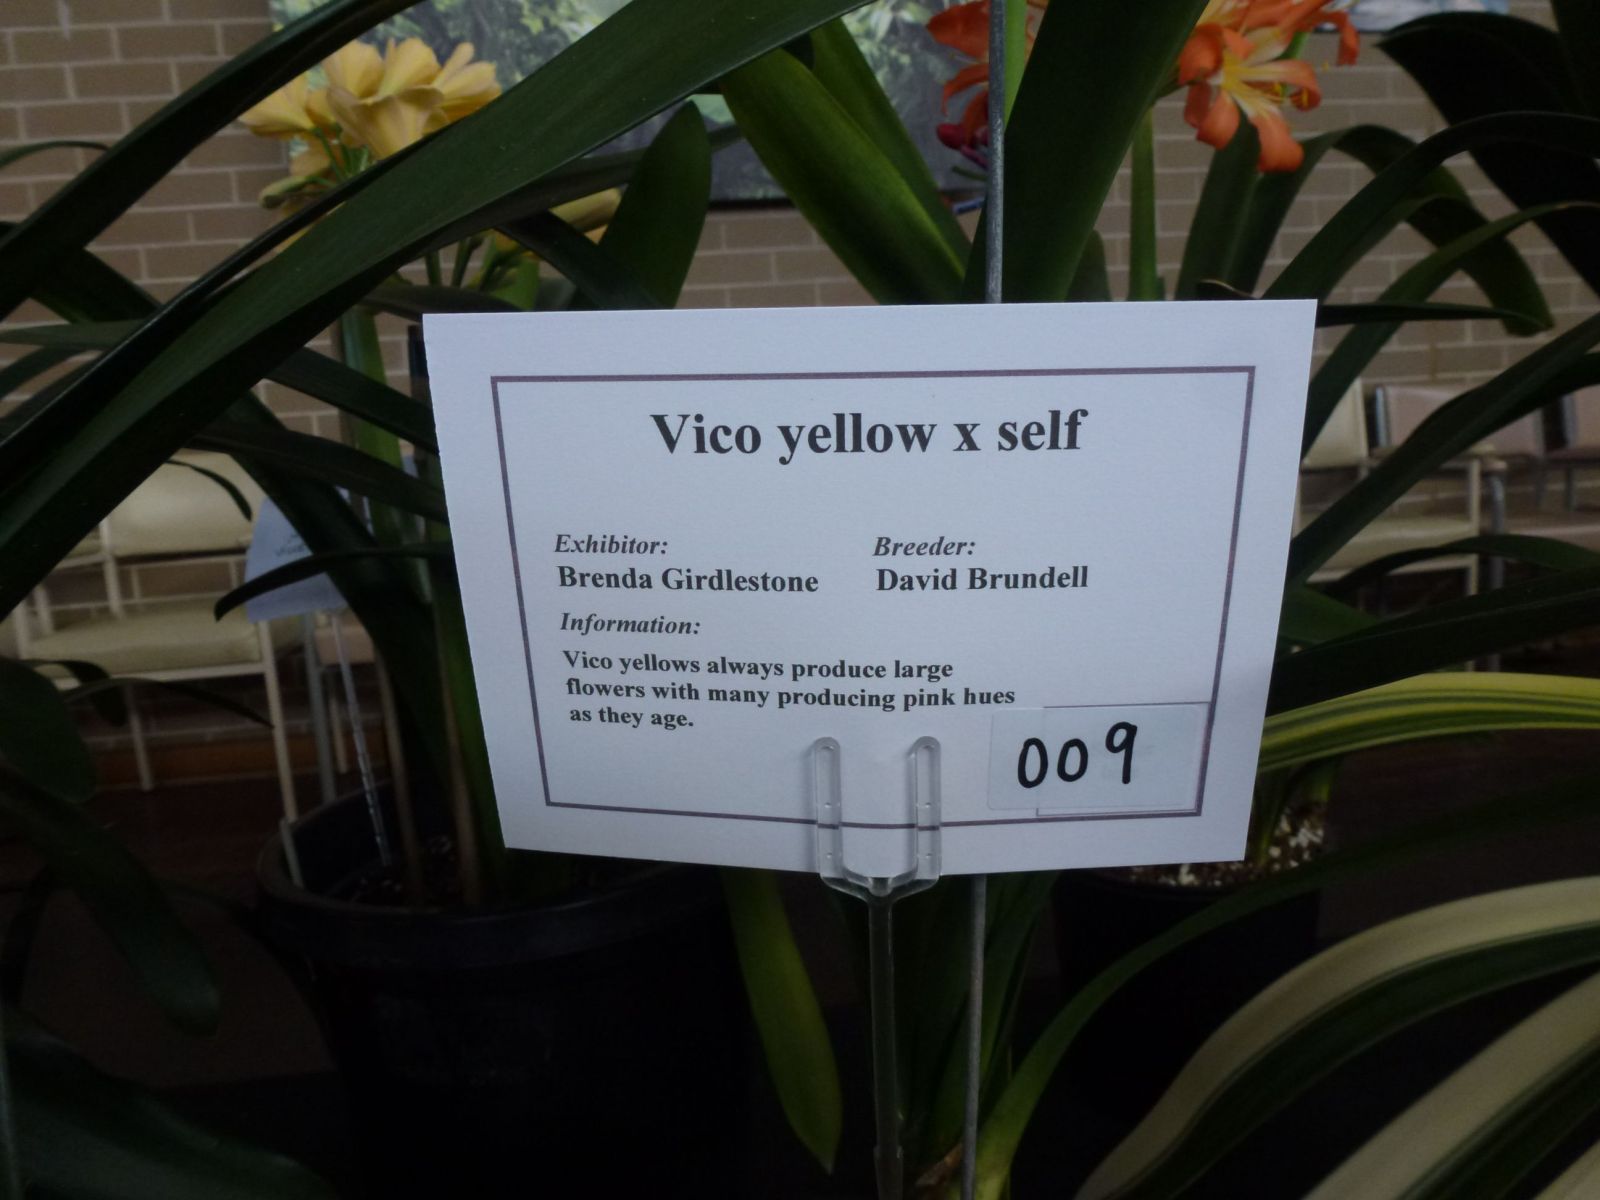 Vico yellow x self
Exhibitor: Breeder:
Brenda Girdlestone David Brundell
Information:
Vico yellows always produce large
flowers with many producing pink hues
as they age.
009